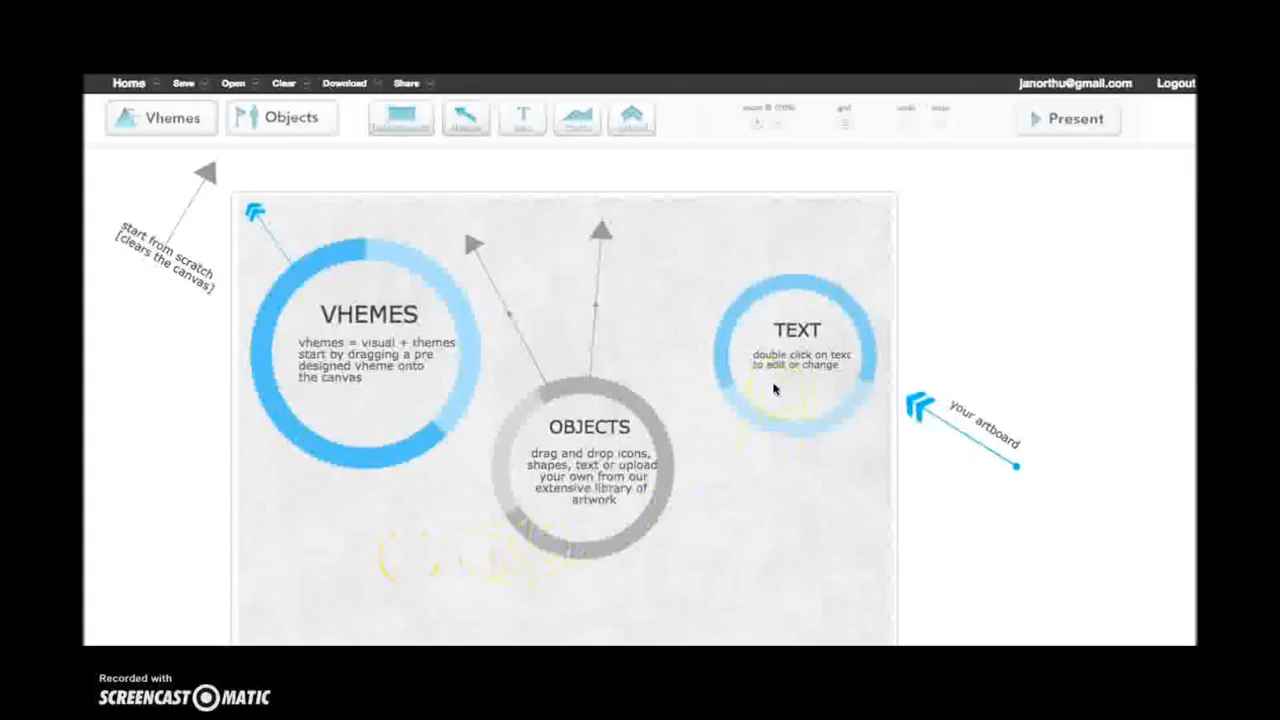 Home Save Open Clear Download Share janorthu@gmail.com Logout
Vhemes Objects T Present
grid
undo
start from scratch
[clears the canvas]
VHEMES
vhemes = visual + themes
start by dragging a pre
designed vheme onto
the canvas
OBJECTS
drag and drop icons,
shapes, text or upload
your own from our
extensive library of
artwork
TEXT
double click on text
to edit or change
your artboard
Recorded with
SCREENCAST MATIC